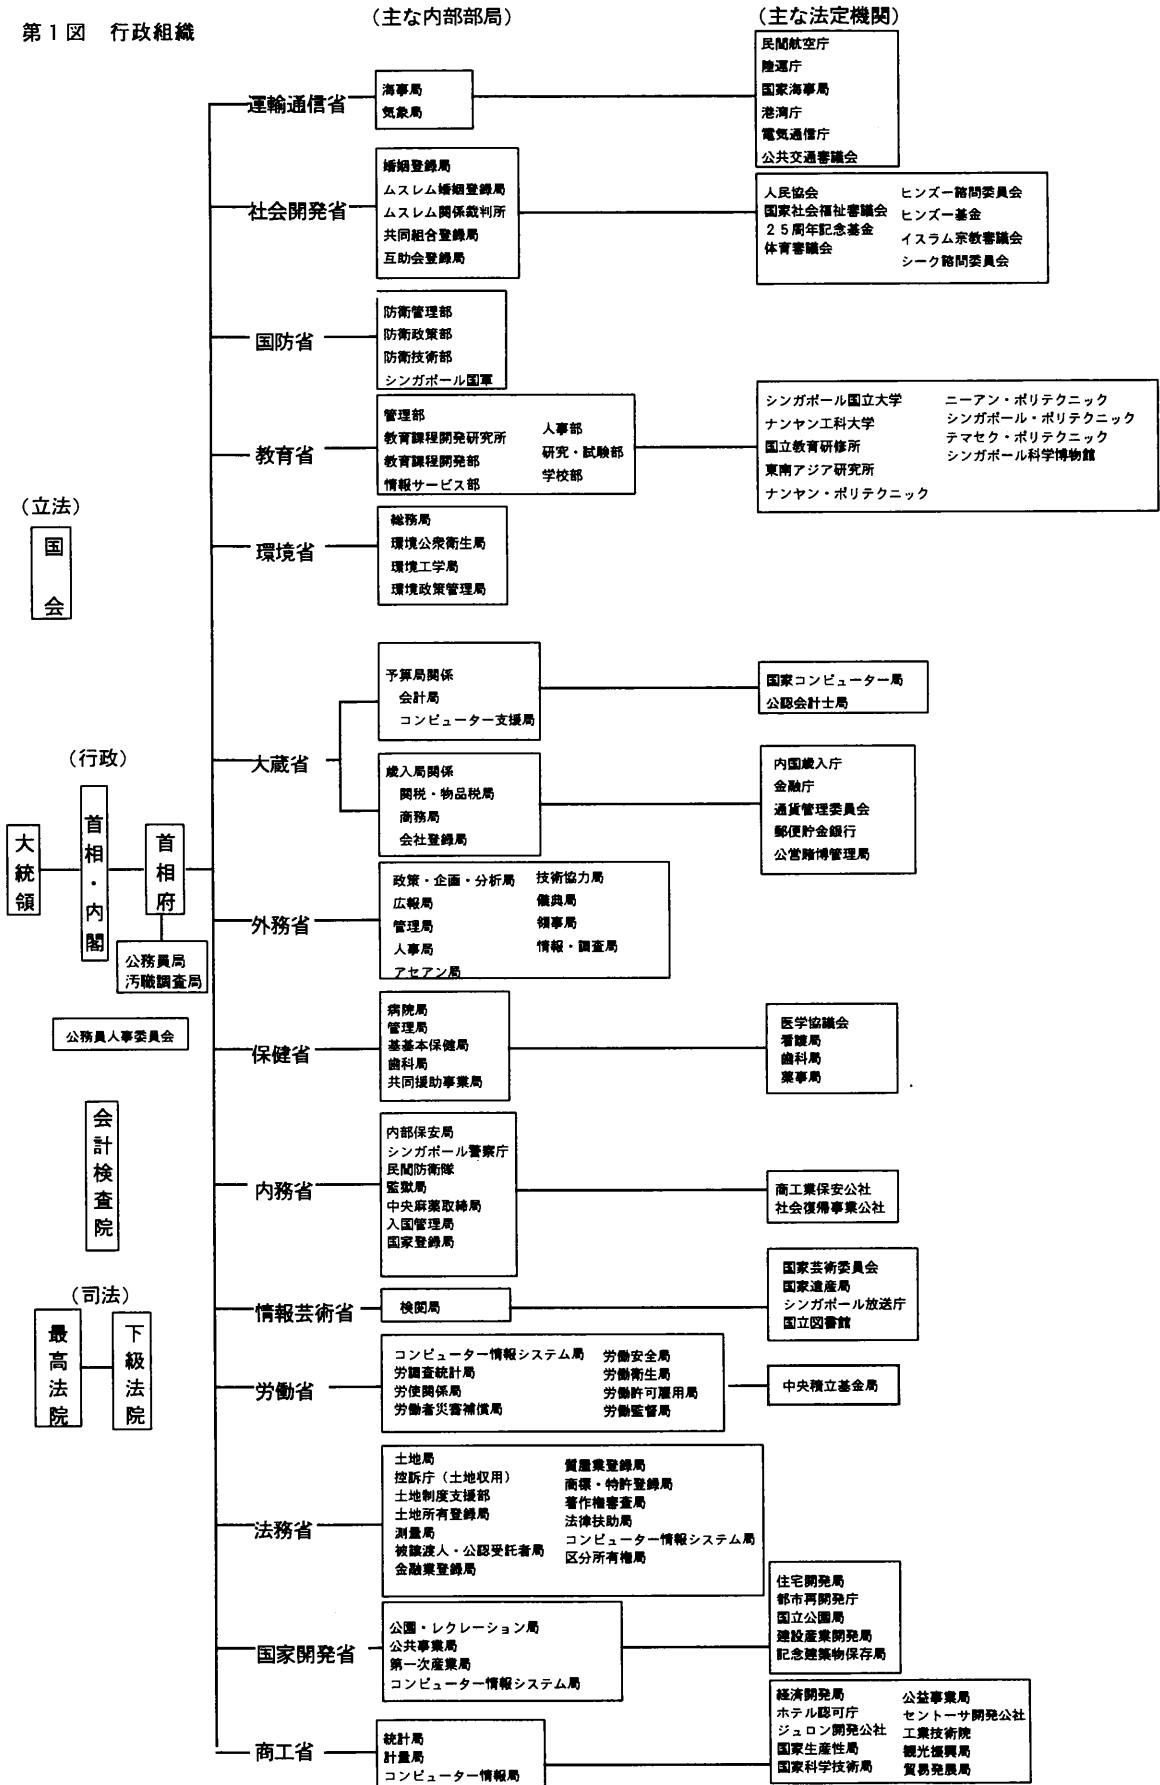 第１図　行政組織
（主な内部部局）
（主な法定機関）
運輸通信省
海事局
気象局
民間航空庁
陸運庁
国家海事局
港湾庁
電気通信庁
公共交通審議会
社会開発省
婚姻登録局
ムスレム婚姻登録局
ムスレム関係裁判所
共同組合登録局
互助会登録局
人民協会
国家社会福祉審議会
２５周年記念基金
体育審議会
ヒンズー諮問委員会
ヒンズー基金
イスラム宗教審議会
シーク諮問委員会
国防省
防衛管理部
防衛政策部
防衛技術部
シンガポール国軍
教育省
管理部
教育課程開発研究所
教育課程開発部
情報サービス部
人事部
研究・試験部
学校部
シンガポール国立大学
ナンヤン工科大学
国立教育研修所
東南アジア研究所
ナンヤン・ポリテクニック
ニーアン・ポリテクニック
シンガポール・ポリテクニック
テマセク・ポリテクニック
シンガポール科学博物館
（立法）
国会
環境省
総務局
環境公衆衛生局
環境工学局
環境政策管理局
大蔵省
予算局関係
会計局
コンピューター支援局
国家コンピューター局
公認会計士局
歳入局関係
関税・物品税局
商務局
会社登録局
内国歳入庁
金融庁
通貨管理委員会
郵便貯金銀行
公営賭博管理局
（行政）
大統領
首相・内閣
首相府
公務員局
汚職調査局
公務員人事委員会
外務省
政策・企画・分析局
広報局
管理局
人事局
アセアン局
技術協力局
儀典局
領事局
情報・調査局
保健省
病院局
管理局
基基本保健局
歯科局
共同援助事業局
医学協議会
看護局
歯科局
薬事局
会計検査院
内務省
内部保安局
シンガポール警察庁
民間防衛隊
監獄局
中央麻薬取締局
入国管理局
国家登録局
商工業保安公社
社会復帰事業公社
（司法）
最高法院
下級法院
情報芸術省
検閲局
国家芸術委員会
国家遺産局
シンガポール放送庁
国立図書館
労働省
コンピューター情報システム局
労調査統計局
労使関係局
労働者災害補償局
労働安全局
労働衛生局
労働許可雇用局
労働監督局
中央積立基金局
法務省
土地局
控訴庁（土地収用）
土地制度支援部
土地所有登録局
測量局
被譲渡人・公認受託者局
金融業登録局
質屋業登録局
商標・特許登録局
著作権審査局
法律扶助局
コンピューター情報システム局
区分所有権局
国家開発省
公園・レクレーション局
公共事業局
第一次産業局
コンピューター情報システム局
住宅開発局
都市再開発庁
国立公園局
建設産業開発局
記念建築物保存局
商工省
統計局
計量局
コンピューター情報局
経済開発局
ホテル認可庁
ジュロン開発公社
国家生産性局
国家科学技術局
公益事業局
セントーサ開発公社
工業技術院
観光振興局
貿易発展局